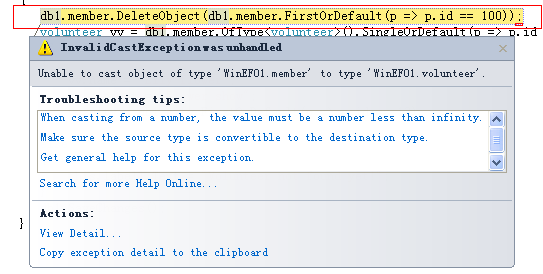 db1.member.DeleteObject(db1.member.FirstOrDefault(p => p.id == 100));
/volunteer vv = db1.member.OfType<volunteer>().SingleOrDefault(p => p.id
InvalidCastException was unhandled
Unable to cast object of type 'WinEF01.member' to type 'WinEF01.volunteer'.
Troubleshooting tips:
When casting from a number, the value must be a number less than infinity.
Make sure the source type is convertible to the destination type.
Get general help for this exception.
Search for more Help Online...
Actions:
View Detail...
Copy exception detail to the clipboard
}